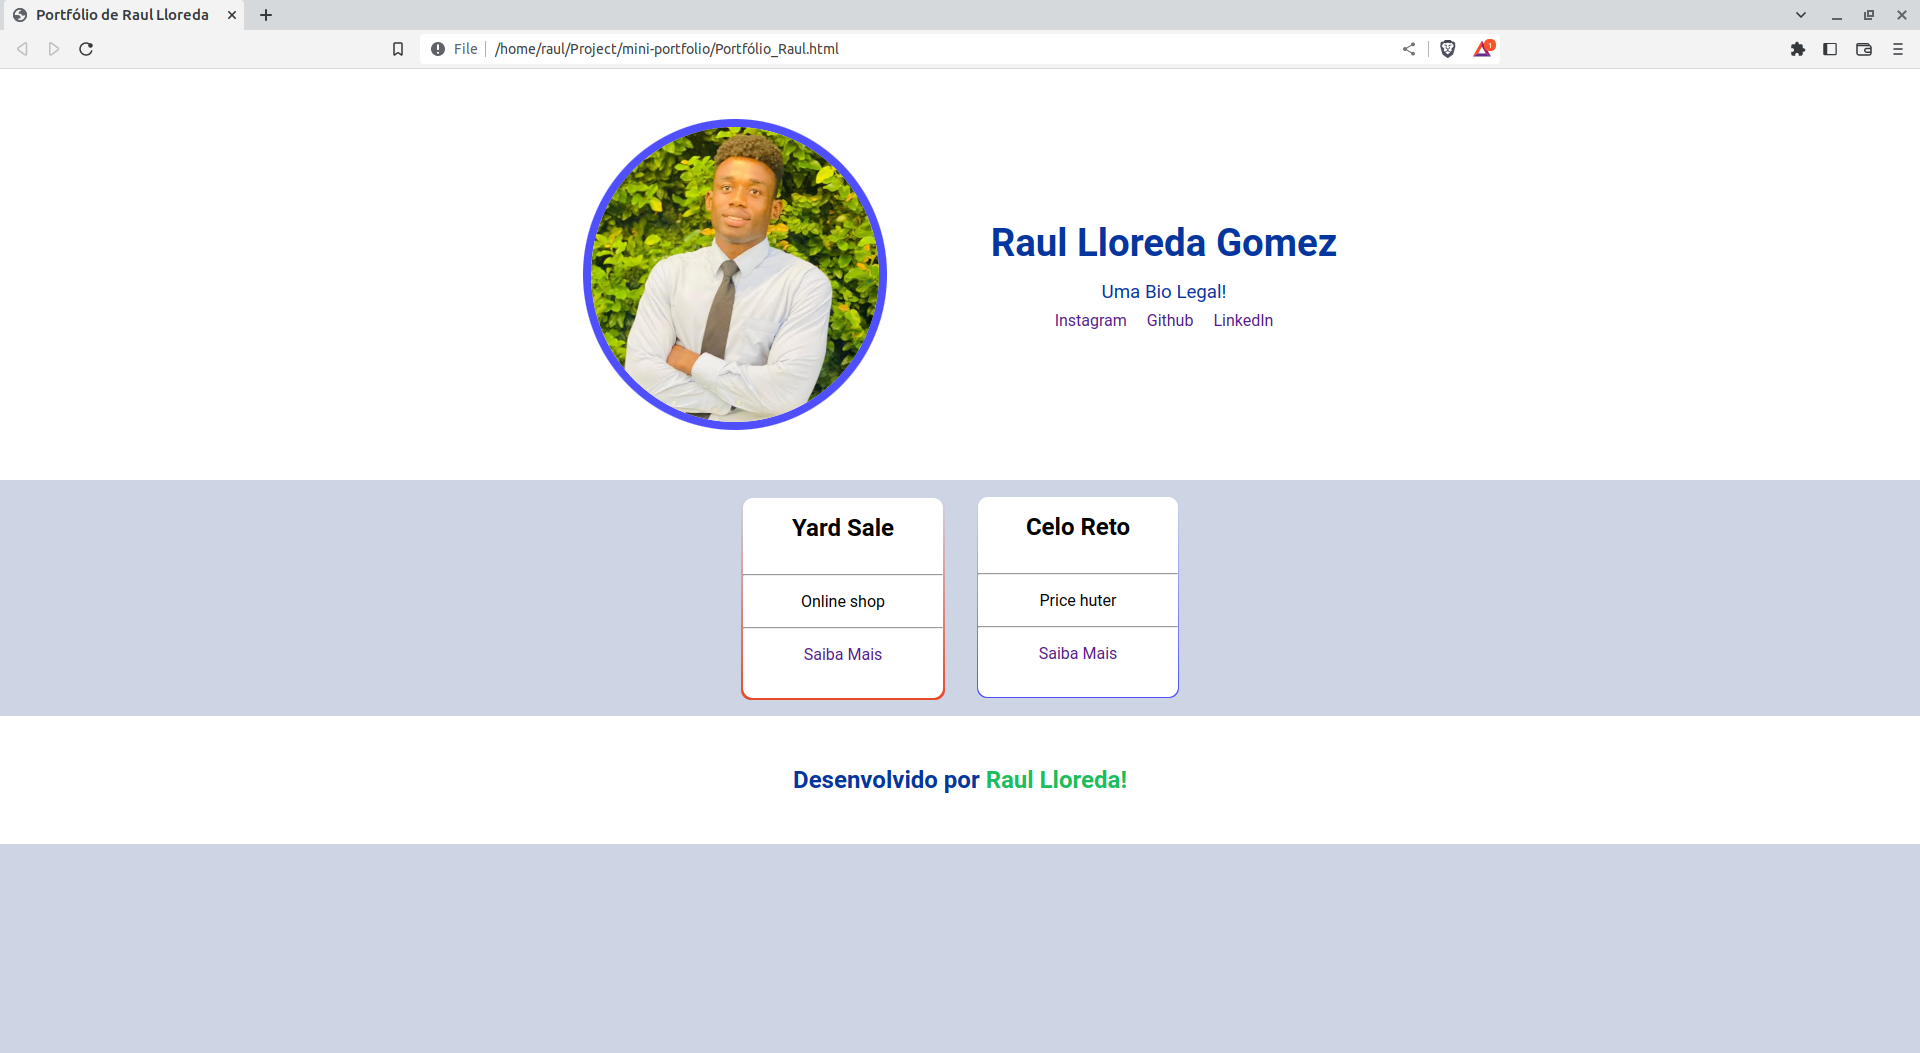 Portfólio de Raul Lloreda
File
/home/raul/Project/mini-portfolio/Portfólio_Raul.html
1
Raul Lloreda Gomez
Uma Bio Legal!
Instagram Github LinkedIn
Yard Sale
Online shop
Saiba Mais
Celo Reto
Price huter
Saiba Mais
Desenvolvido por Raul Lloreda!